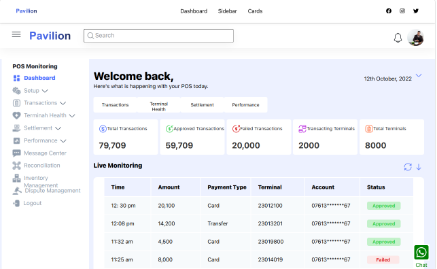 Pavilion
Dashboard Sidebar Cards
Pavilion
Search
POS Monitoring
Dashboard
Setup
Transactions
Terminal Health
Settlement
Performance
Message Center
Reconciliation
Inventory
Management
Dispute Management
Logout
Welcome back,
Here's what is happening with your POS today.
12th October, 2022
Transactions Terminal Health Settlement Performance
Total Transactions Approved Transactions Failed Transactions Transacting Terminals Total Terminals
79,709 59,709 20,000 2000 8000
Live Monitoring
Time Amount Payment Type Terminal Account Status
12:30 pm 20,100 Card 23012100 07613*******67 Approved
12:08 pm 14,200 Transfer 23013201 07613*******67 Approved
11:32 am 4,600 Card 23019800 07613*******67 Approved
11:25 am 8,000 Card 23014019 07613*******67 Failed
Chat